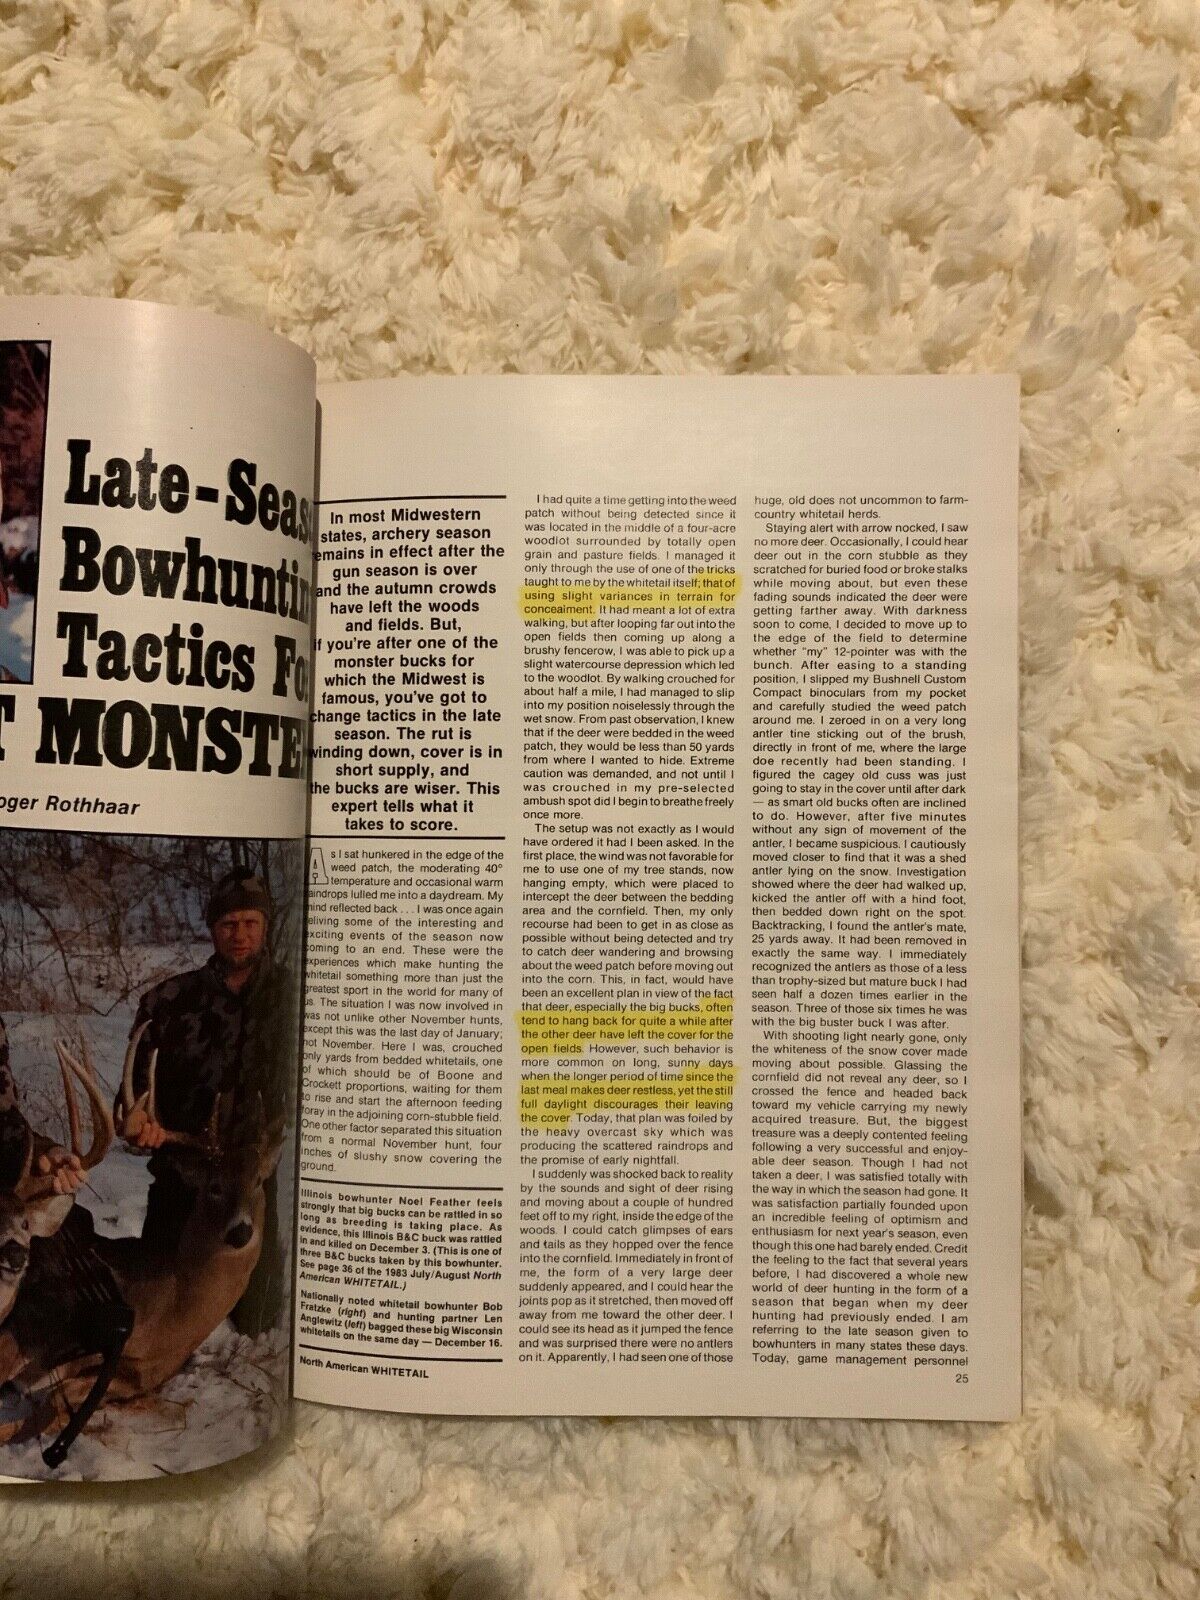 Late-Seas
Bowhuntin
Tactics Fo
T MONSTE
oger Rothhaar
In most Midwestern
states, archery season
emains in effect after the
gun season is over
and the autumn crowds
have left the woods
and fields. But,
if you're after one of the
monster bucks for
which the Midwest is
famous, you've got to
change tactics in the late
season. The rut is
winding down, cover is in
short supply, and
the bucks are wiser. This
expert tells what it
takes to score.
As I sat hunkered in the edge of the
weed patch, the moderating 40°
temperature and occasional warm
raindrops lulled me into a daydream. My
mind reflected back . . . I was once again
reliving some of the interesting and
exciting events of the season now
coming to an end. These were the
experiences which make hunting the
whitetail something more than just the
greatest sport in the world for many of
us. The situation I was now involved in
was not unlike other November hunts,
except this was the last day of January;
not November. Here I was, crouched
only yards from bedded whitetails, one
of which should be of Boone and
Crockett proportions, waiting for them
to rise and start the afternoon feeding
foray in the adjoining corn-stubble field.
One other factor separated this situation
from a normal November hunt, four
inches of slushy snow covering the
ground.
Illinois bowhunter Noel Feather feels
strongly that big bucks can be rattled in so
long as breeding is taking place. As
evidence, this Illinois B&C buck was rattled
in and killed on December 3. (This is one of
three B&C bucks taken by this bowhunter.
See page 36 of the 1983 July/August North
American WHITETAIL.)
Nationally noted whitetail bowhunter Bob
Fratzke (right) and hunting partner Len
Anglewitz (left) bagged these big Wisconsin
whitetails on the same day — December 16.
North American WHITETAIL
I had quite a time getting into the weed
patch without being detected since it
was located in the middle of a four-acre
woodlot surrounded by totally open
grain and pasture fields. I managed it
only through the use of one of the tricks
taught to me by the whitetail itself; that of
using slight variances in terrain for
concealment. It had meant a lot of extra
walking, but after looping far out into the
open fields then coming up along a
brushy fencerow, I was able to pick up a
slight watercourse depression which led
to the woodlot. By walking crouched for
about half a mile, I had managed to slip
into my position noiselessly through the
wet snow. From past observation, I knew
that if the deer were bedded in the weed
patch, they would be less than 50 yards
from where I wanted to hide. Extreme
caution was demanded, and not until I
was crouched in my pre-selected
ambush spot did I begin to breathe freely
once more.
The setup was not exactly as I would
have ordered it had I been asked. In the
first place, the wind was not favorable for
me to use one of my tree stands, now
hanging empty, which were placed to
intercept the deer between the bedding
area and the cornfield. Then, my only
recourse had been to get in as close as
possible without being detected and try
to catch deer wandering and browsing
about the weed patch before moving out
into the corn. This, in fact, would have
been an excellent plan in view of the fact
that deer, especially the big bucks, often
tend to hang back for quite a while after
the other deer have left the cover for the
open fields. However, such behavior is
more common on long, sunny days
when the longer period of time since the
last meal makes deer restless, yet the still
full daylight discourages their leaving
the cover. Today, that plan was foiled by
the heavy overcast sky which was
producing the scattered raindrops and
the promise of early nightfall.
I suddenly was shocked back to reality
by the sounds and sight of deer rising
and moving about a couple of hundred
feet off to my right, inside the edge of the
woods. I could catch glimpses of ears
and tails as they hopped over the fence
into the cornfield. Immediately in front of
me, the form of a very large deer
suddenly appeared, and I could hear the
joints pop as it stretched, then moved off
away from me toward the other deer. I
could see its head as it jumped the fence
and was surprised there were no antlers
on it. Apparently, I had seen one of those
huge, old does not uncommon to farm-
country whitetail herds.
Staying alert with arrow nocked, I saw
no more deer. Occasionally, I could hear
deer out in the corn stubble as they
scratched for buried food or broke stalks
while moving about, but even these
fading sounds indicated the deer were
getting farther away. With darkness
soon to come, I decided to move up to
the edge of the field to determine
whether "my" 12-pointer was with the
bunch. After easing to a standing
position, I slipped my Bushnell Custom
Compact binoculars from my pocket
and carefully studied the weed patch
around me. I zeroed in on a very long
antler tine sticking out of the brush,
directly in front of me, where the large
doe recently had been standing. I
figured the cagey old cuss was just
going to stay in the cover until after dark
— as smart old bucks often are inclined
to do. However, after five minutes
without any sign of movement of the
antler, I became suspicious. I cautiously
moved closer to find that it was a shed
antler lying on the snow. Investigation
showed where the deer had walked up,
kicked the antler off with a hind foot,
then bedded down right on the spot.
Backtracking, I found the antler's mate,
25 yards away. It had been removed in
exactly the same way. I immediately
recognized the antlers as those of a less
than trophy-sized but mature buck I had
seen half a dozen times earlier in the
season. Three of those six times he was
with the big buster buck I was after.
With shooting light nearly gone, only
the whiteness of the snow cover made
moving about possible. Glassing the
cornfield did not reveal any deer, so I
crossed the fence and headed back
toward my vehicle carrying my newly
acquired treasure. But, the biggest
treasure was a deeply contented feeling
following a very successful and enjoy-
able deer season. Though I had not
taken a deer, I was satisfied totally with
the way in which the season had gone. It
was satisfaction partially founded upon
an incredible feeling of optimism and
enthusiasm for next year's season, even
though this one had barely ended. Credit
the feeling to the fact that several years
before, I had discovered a whole new
world of deer hunting in the form of a
season that began when my deer
hunting had previously ended. I am
referring to the late season given to
bowhunters in many states these days.
Today, game management personnel
25